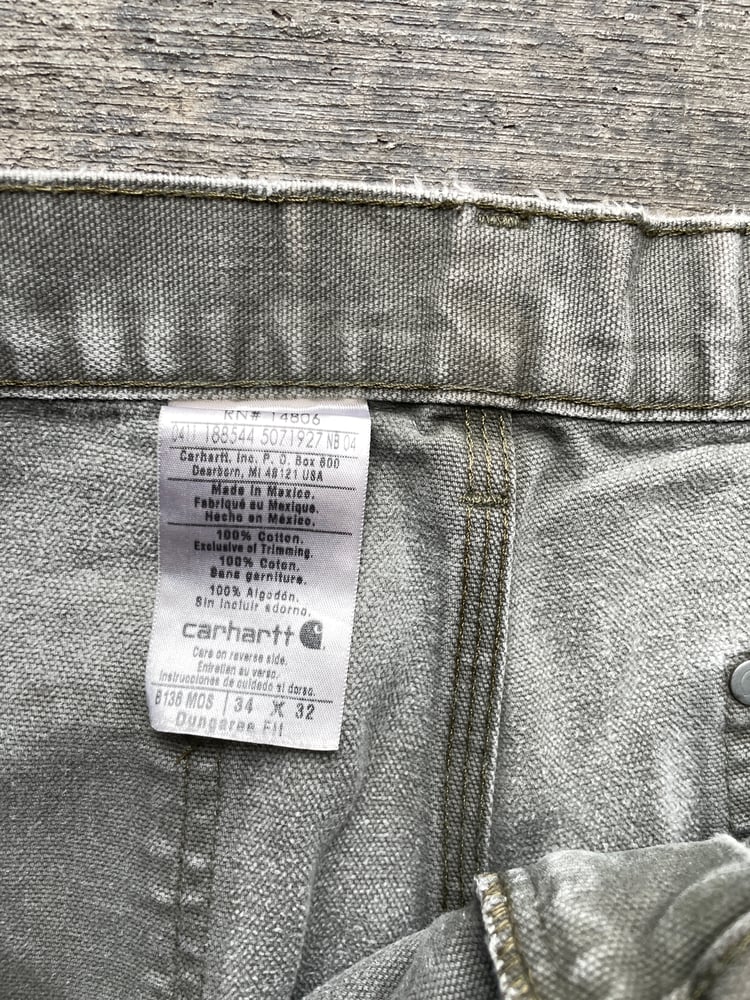 RN# 14806
0411 188544 5071927 NB 04
Carhartt, Inc. P. O. Box 600
Dearborn, MI 48121 USA
Made in Mexico.
Fabriqué au Mexique.
Hecho en México.
100% Cotton.
Exclusive of Trimming.
100% Coton.
Sans garniture.
100% Algodón.
Sin incluir adorno.
carhartt
Care on reverse side.
Entretien au verso.
Instrucciones de cuidado al dorso.
B136 MOS 34 X 32
Dungaree Fit